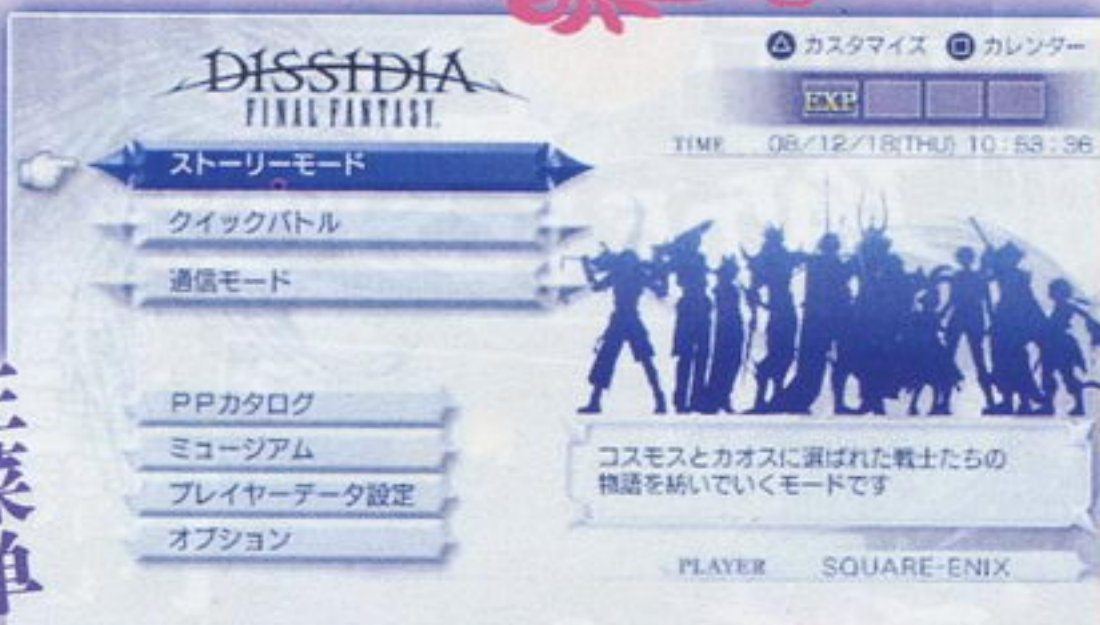 △ カスタマイズ □ カレンダー
DISSIDIA
FINAL FANTASY
EXP
TIME 08/12/18(THU) 10:53:36
ストーリーモード
クイックバトル
通信モード
PPカタログ
ミュージアム
プレイヤーデータ設定
オプション
コスモスとカオスに選ばれた戦士たちの
物語を紡いでいくモードです
PLAYER SQUARE-ENIX
主菜单